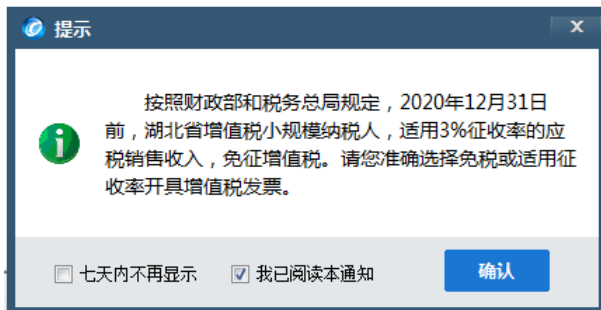 提示
x
按照财政部和税务总局规定，2020年12月31日
前，湖北省增值税小规模纳税人，适用3%征收率的应
税销售收入，免征增值税。请您准确选择免税或适用征
收率开具增值税发票。
七天内不再显示 我已阅读本通知 确认